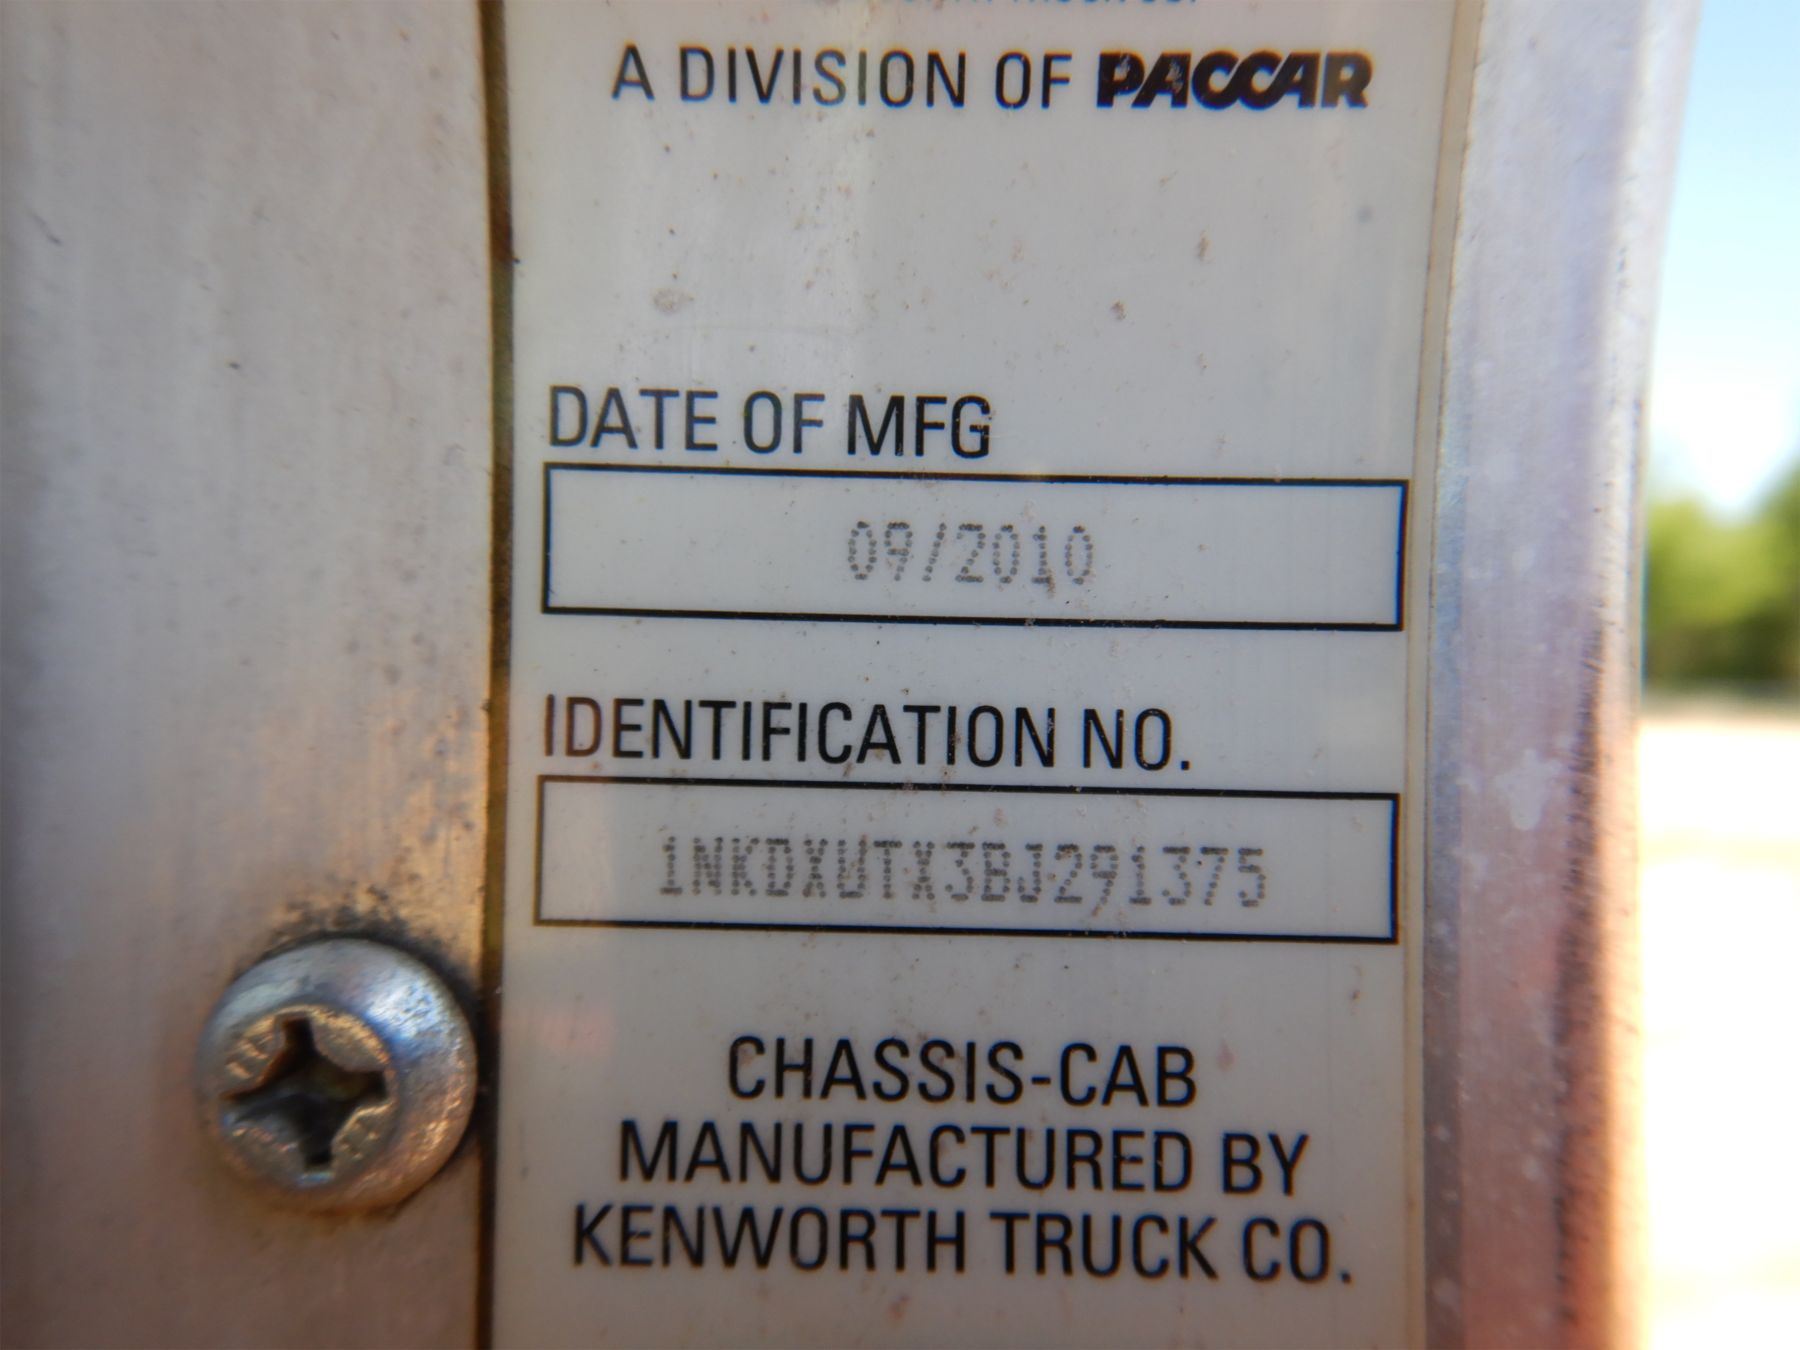 A DIVISION OF PACCAR
DATE OF MFG
09/2010
IDENTIFICATION NO.
1NKDXUTX3BJ291375
CHASSIS-CAB
MANUFACTURED BY
KENWORTH TRUCK CO.